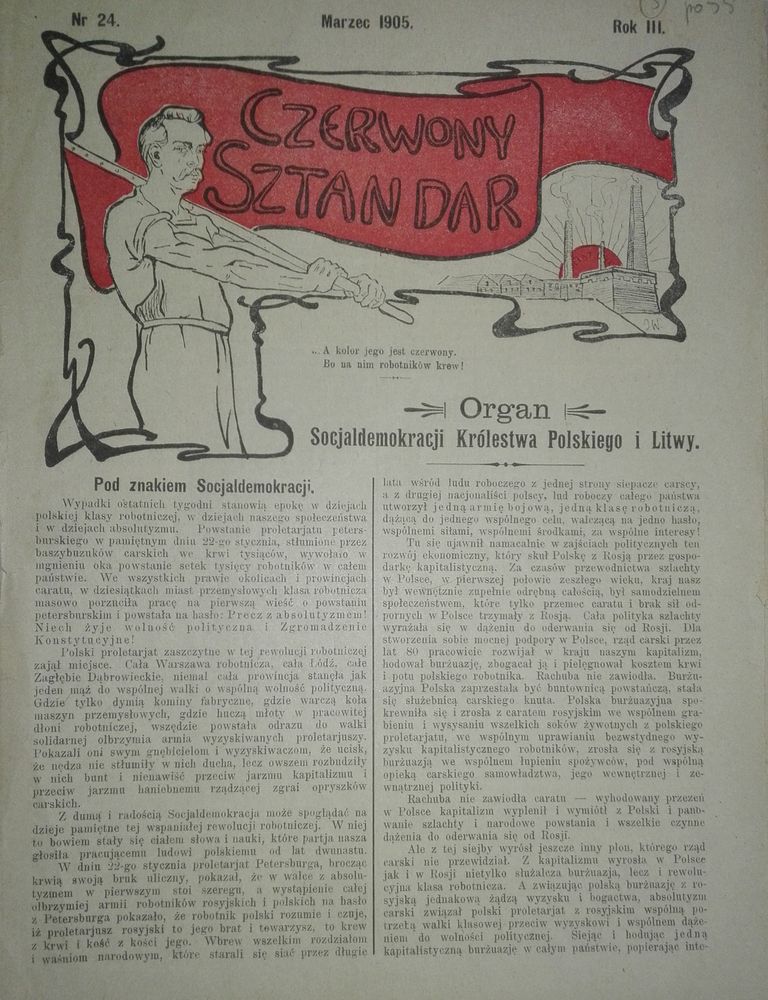 Nr 24.
Marzec 1905.
Rok III.
CZERWONY
SZTANDAR
... A kolor jego jest czerwony.
Bo na nim robotników krew!
Organ
Socjaldemokracji Królestwa Polskiego i Litwy.
Pod znakiem Socjaldemokracji.
Wypadki ostatnich tygodni stanowią epokę w dziejach
polskiej klasy robotniczej, w dziejach naszego społeczeństwa
i w dziejach absolutyzmu. Powstanie proletarjatu peters-
burskiego w pamiętnym dniu 22-go stycznia, stłumione przez
baszybuzuków carskich we krwi tysiąców, wywołało w
mgnieniu oka powstanie setek tysięcy robotników w całem
państwie. We wszystkich prawie okolicach i prowincjach
caratu, w dziesiątkach miast przemysłowych klasa robotnicza
masowo porzuciła pracę na pierwszą wieść o powstaniu
petersburskim i powstała na hasło: Precz z absolutyzmem!
Niech żyje wolność polityczna i Zgromadzenie
Konstytucyjne!
Polski proletarjat zaszczytne w tej rewolucji robotniczej
zajął miejsce. Cała Warszawa robotnicza, cała Łódź, całe
Zagłębie Dąbrowieckie, niemal cała prowincja stanęła jak
jeden mąż do wspólnej walki o wspólną wolność polityczną.
Gdzie tylko dymią kominy fabryczne, gdzie warczą koła
maszyn przemysłowych, gdzie huczą młoty w pracowitej
dłoni robotniczej, wszędzie powstała odrazu do walki
solidarnej olbrzymia armia wyzyskiwanych proletarjuszy.
Pokazali oni swym gnębicielom i wyzyskiwaczom, że ucisk,
że nędza nie stłumiły w nich ducha, lecz owszem rozbudziły
w nich bunt i nienawiść przeciw jarzmu kapitalizmu i
przeciw jarzmu haniebnemu rządzącej zgrai opryszków
carskich.
Z dumą i radością Socjaldemokracja może spoglądać na
dzieje pamiętne tej wspaniałej rewolucji robotniczej. W niej
to bowiem stały się ciałem słowa i nauki, które partja nasza
głosiła pracującemu ludowi polskiemu od lat dwunastu.
W dniu 22-go stycznia proletarjat Petersburga, brocząc
krwią swoją bruk uliczny, pokazał, że w walce z absolu-
tyzmem w pierwszym stoi szeregu, a wystąpienie całej
olbrzymiej armii robotników rosyjskich i polskich na hasło
z Petersburga pokazało, że robotnik polski rozumie i czuje,
iż proletarjusz rosyjski to jego brat i towarzysz, to krew
z krwi i kość z kości jego. Wbrew wszelkim rozdziałom
i waśniom narodowym, które starali się siać przez długie
lata wśród ludu roboczego z jednej strony siepacze carscy,
a z drugiej nacjonaliści polscy, lud roboczy całego państwa
utworzył jedną armię bojową, jedną klasę robotniczą,
dążącą do jednego wspólnego celu, walczącą na jedno hasło,
wspólnemi siłami, wspólnemi środkami, za wspólne interesy!
Tu się ujawnił namacalnie w zajściach politycznych ten
rozwój ekonomiczny, który skuł Polskę z Rosją przez gospo-
darkę kapitalistyczną. Za czasów przewodnictwa szlachty
w Polsce, w pierwszej połowie zeszłego wieku, kraj nasz
był wewnętrznie zupełnie odrębną całością, był samodzielnem
społeczeństwem, które tylko przemoc caratu i brak sił od-
pornych w Polsce trzymały z Rosją. Cała polityka szlachty
wyrażała się w dążeniu do oderwania się od Rosji. Dla
stworzenia sobie mocnej podpory w Polsce, rząd carski przez
lat 80 pracowicie rozwijał w kraju naszym kapitalizm,
hodował burżuazję, zbogacał ją i pielęgnował kosztem krwi
i potu polskiego robotnika. Rachuba nie zawiodła. Burżu-
azyjna Polska zaprzestała być buntownicą powstańczą, stała
się służebnicą carskiego knuta. Polska burżuazyjna spo-
krewniła się i zrosła z caratem rosyjskim we wspólnem gra-
bieniu i wysysaniu wszelkich soków żywotnych z polskiego
proletarjatu, we wspólnym uprawianiu bezwstydnego wy-
zysku kapitalistycznego robotników, zrosła się z rosyjską
burżuazją we wspólnem łupieniu spożywców, pod wspólną
opieką carskiego samowładztwa, jego wewnętrznej i ze-
wnątrznej polityki.
Rachuba nie zawiodła caratu — wyhodowany przezeń
w Polsce kapitalizm wyplenił i wymiótł z Polski i pano-
wanie szlachty i narodowe powstania i wszelkie czynne
dążenia do oderwania się od Rosji.
Ale z tej siejby wyrósł jeszcze inny plon, którego rząd
carski nie przewidział. Z kapitalizmu wyrosła w Polsce
jak i w Rosji nietylko służalcza burżuazja, lecz i rewolu-
cyjna klasa robotnicza. A związując polską burżuazję z ro-
syjską jednakową żądzą wyzysku i bogactwa, absolutyzm
carski związał polski proletarjat z rosyjskim wspólną po-
trzebą walki klasowej przeciw wyzyskowi i wspólnem dąże-
niem do wolności politycznej. Siejąc i hodując jedną
kapitalistyczną burżuazję w całym państwie, popierając inte-